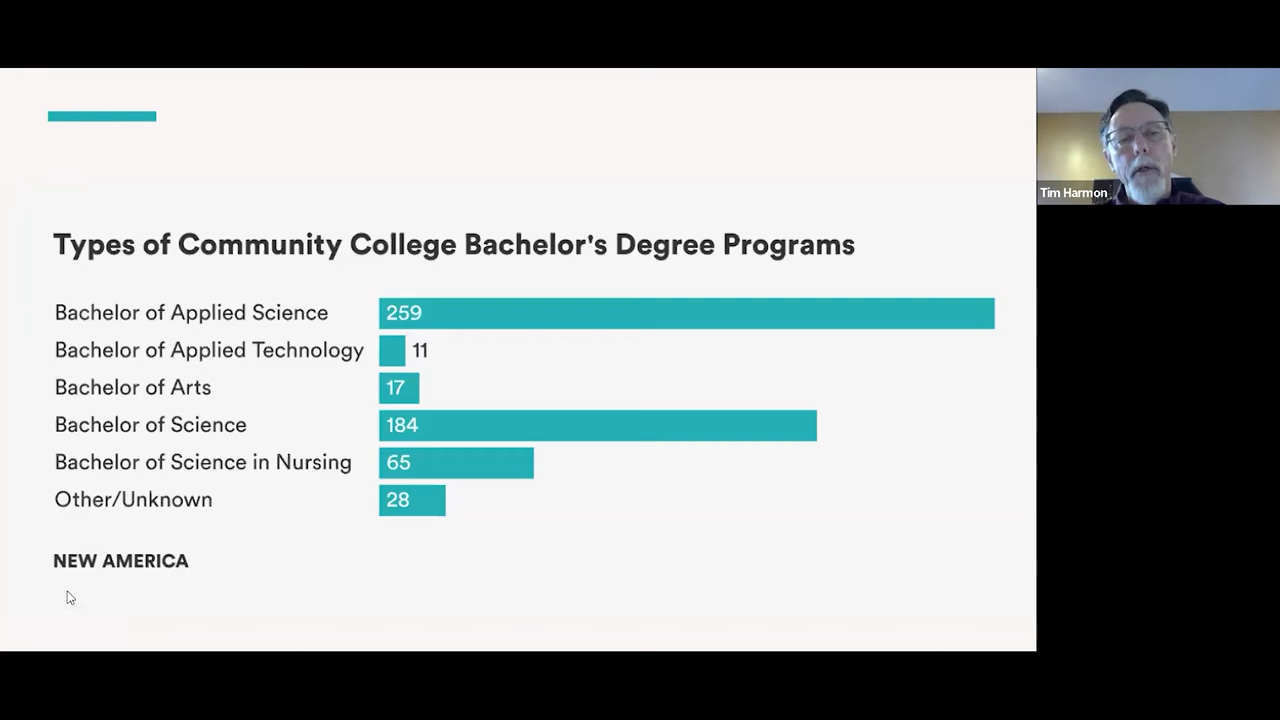 Types of Community College Bachelor's Degree Programs
Bachelor of Applied Science 259
Bachelor of Applied Technology 11
Bachelor of Arts 17
Bachelor of Science 184
Bachelor of Science in Nursing 65
Other/Unknown 28
NEW AMERICA
Tim Harmon